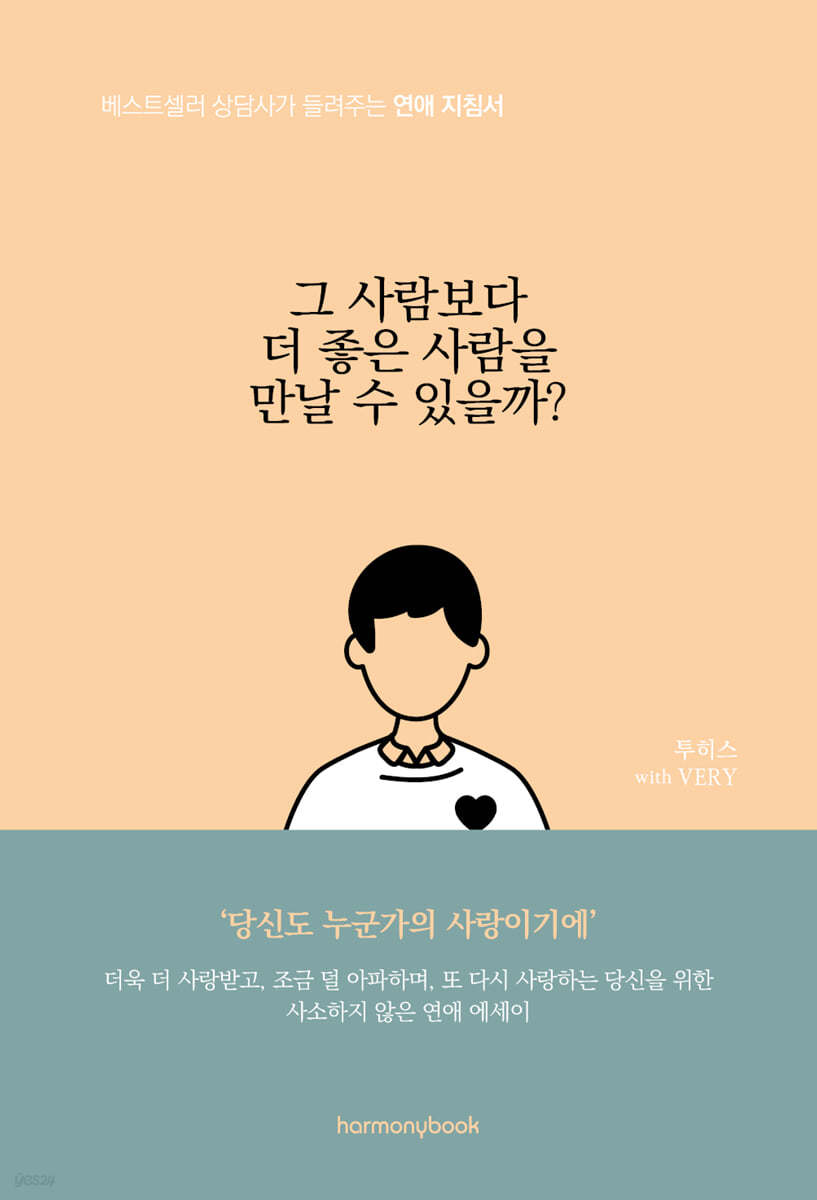 베스트셀러 상담사가 들려주는 연애 지침서
그 사람보다
더 좋은 사람을
만날 수 있을까?
투히스
with VERY
‘당신도 누군가의 사랑이기에’
더욱 더 사랑받고, 조금 덜 아파하며, 또 다시 사랑하는 당신을 위한
사소하지 않은 연애 에세이
harmonybook
yes24